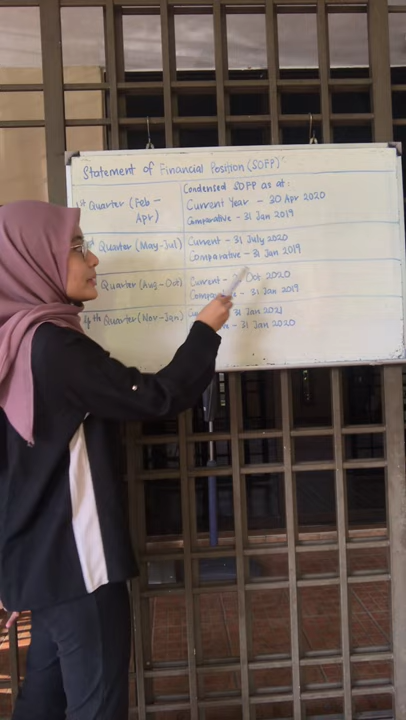 Statement of Financial Position (SOFP)
Condensed SOFP as at:
1st Quarter (Feb - Apr)
Current Year - 30 Apr 2020
Comparative - 31 Jan 2019
Quarter (May-Jul)
Current - 31 July 2020
Comparative - 31 Jan 2019
Quarter (Aug-Oct)
Current - Oct 2020
- 31 Jan 2019
4th Quarter (Nov-Jan)
31 Jan 2021
- 31 Jan 2020